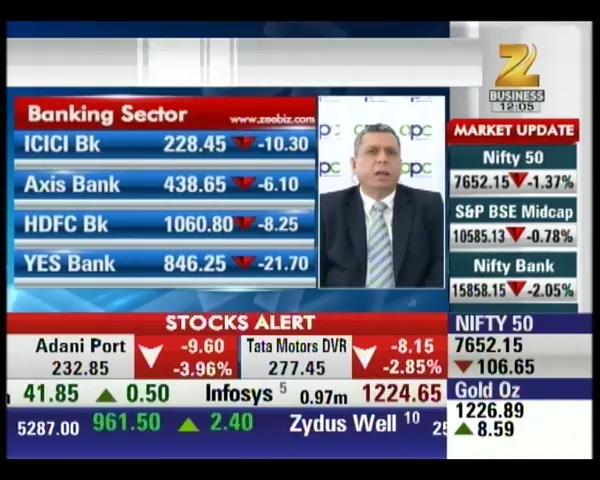 BUSINESS
12:05
Banking Sector www.zeebiz.com
ICICI Bk 228.45 -10.30
Axis Bank 438.65 -6.10
HDFC Bk 1060.80 -8.25
YES Bank 846.25 -21.70
opc
MARKET UPDATE
Nifty 50
7652.15 -1.37%
S&P BSE Midcap
10585.13 -0.78%
Nifty Bank
15858.15 -2.05%
STOCKS ALERT
Adani Port
232.85
-9.60
-3.96%
Tata Motors DVR
277.45
-8.15
-2.85%
NIFTY 50
7652.15
106.65
41.85 0.50 Infosys 5 0.97m 1224.65
5287.00 961.50 2.40 Zydus Well 10
Gold Oz
1226.89
8.59